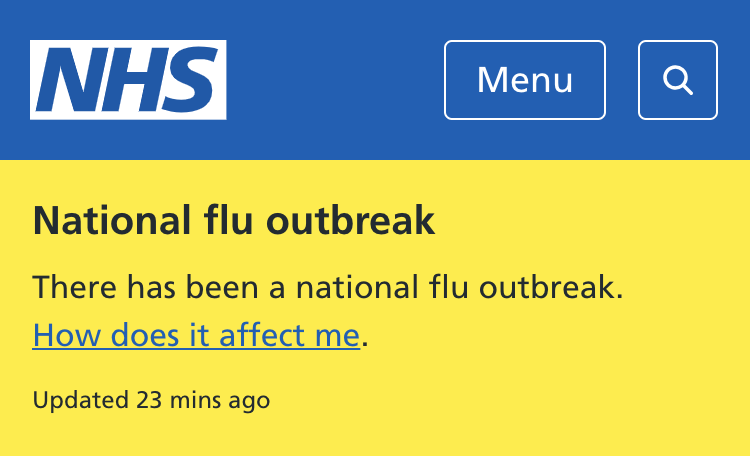 NHS
Menu
National flu outbreak
There has been a national flu outbreak.
How does it affect me.
Updated 23 mins ago